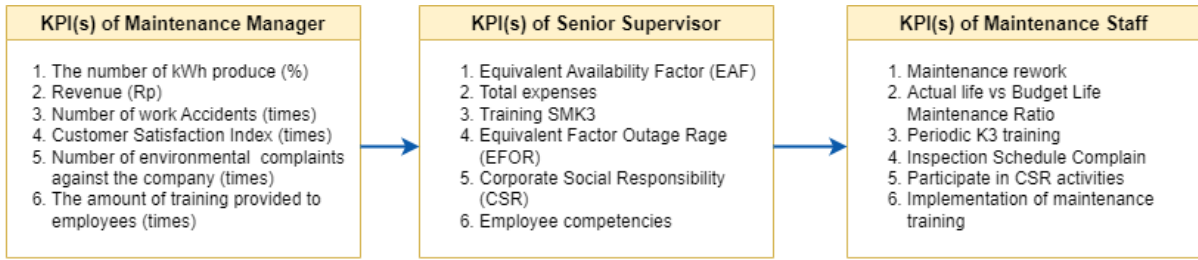 KPI(s) of Maintenance Manager
1. The number of kWh produce (%)
2. Revenue (Rp)
3. Number of work Accidents (times)
4. Customer Satisfaction Index (times)
5. Number of environmental complaints
against the company (times)
6. The amount of training provided to
employees (times)
KPI(s) of Senior Supervisor
1. Equivalent Availability Factor (EAF)
2. Total expenses
3. Training SMK3
4. Equivalent Factor Outage Rage
(EFOR)
5. Corporate Social Responsibility
(CSR)
6. Employee competencies
KPI(s) of Maintenance Staff
1. Maintenance rework
2. Actual life vs Budget Life
Maintenance Ratio
3. Periodic K3 training
4. Inspection Schedule Complain
5. Participate in CSR activities
6. Implementation of maintenance
training